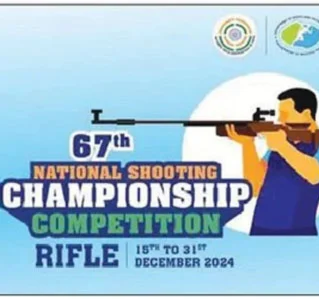 67th
NATIONAL SHOOTING
CHAMPIONSHIP
COMPETITION
RIFLE
15TH TO 31ST
DECEMBER 2024